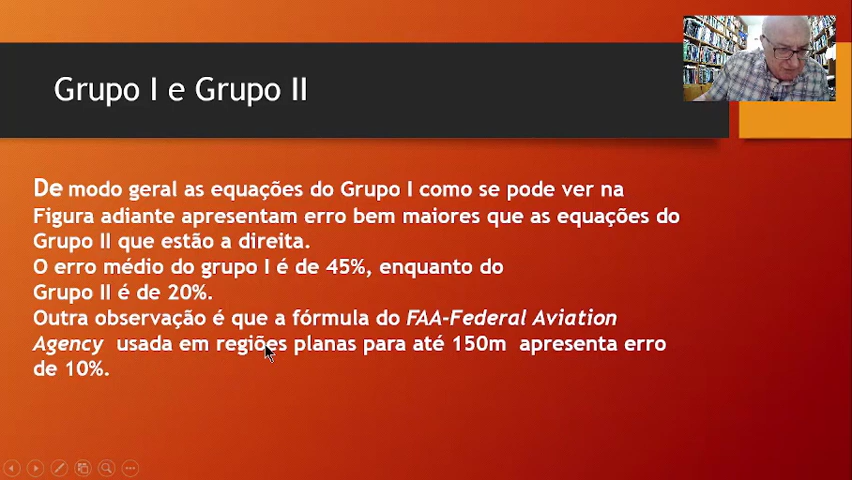 Grupo I e Grupo II
De modo geral as equações do Grupo I como se pode ver na
Figura adiante apresentam erro bem maiores que as equações do
Grupo II que estão a direita.
O erro médio do grupo I é de 45%, enquanto do
Grupo II é de 20%.
Outra observação é que a fórmula do FAA-Federal Aviation
Agency usada em regiões planas para até 150m apresenta erro
de 10%.